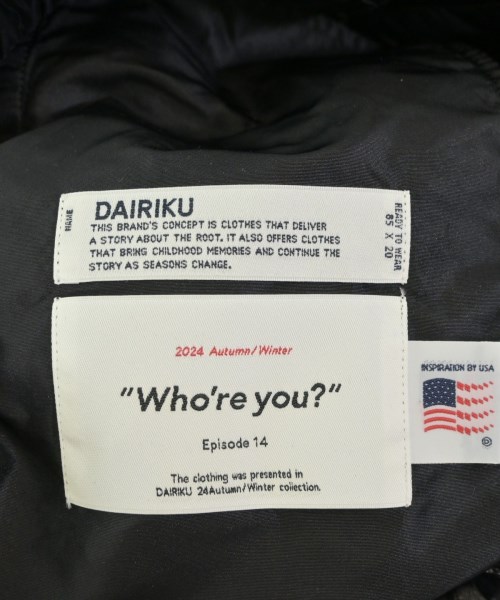 NAME
DAIRIKU
THIS BRAND'S CONCEPT IS CLOTHES THAT DELIVER
A STORY ABOUT THE ROOT. IT ALSO OFFERS CLOTHES
THAT BRING CHILDHOOD MEMORIES AND CONTINUE THE
STORY AS SEASONS CHANGE.
READY TO WEAR
85 X 20
2024 Autumn/Winter
"Who're you?"
Episode 14
The clothing was presented in
DAIRIKU 24Autumn/Winter collection.
INSPIRATION BY USA
©